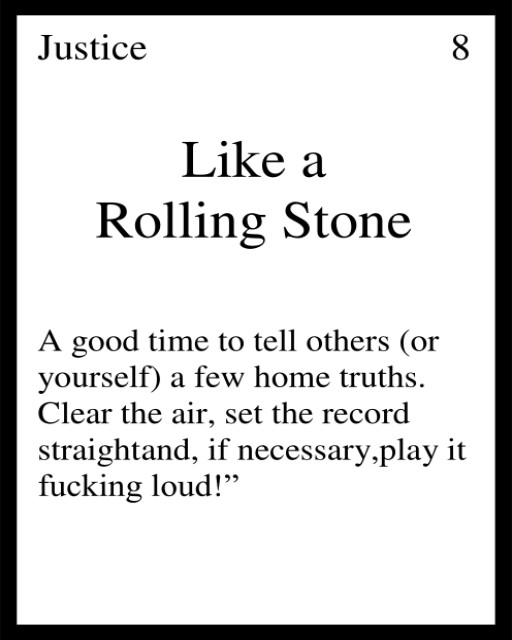 Justice 8
Like a
Rolling Stone
A good time to tell others (or
yourself) a few home truths.
Clear the air, set the record
straightand, if necessary,play it
fucking loud!”